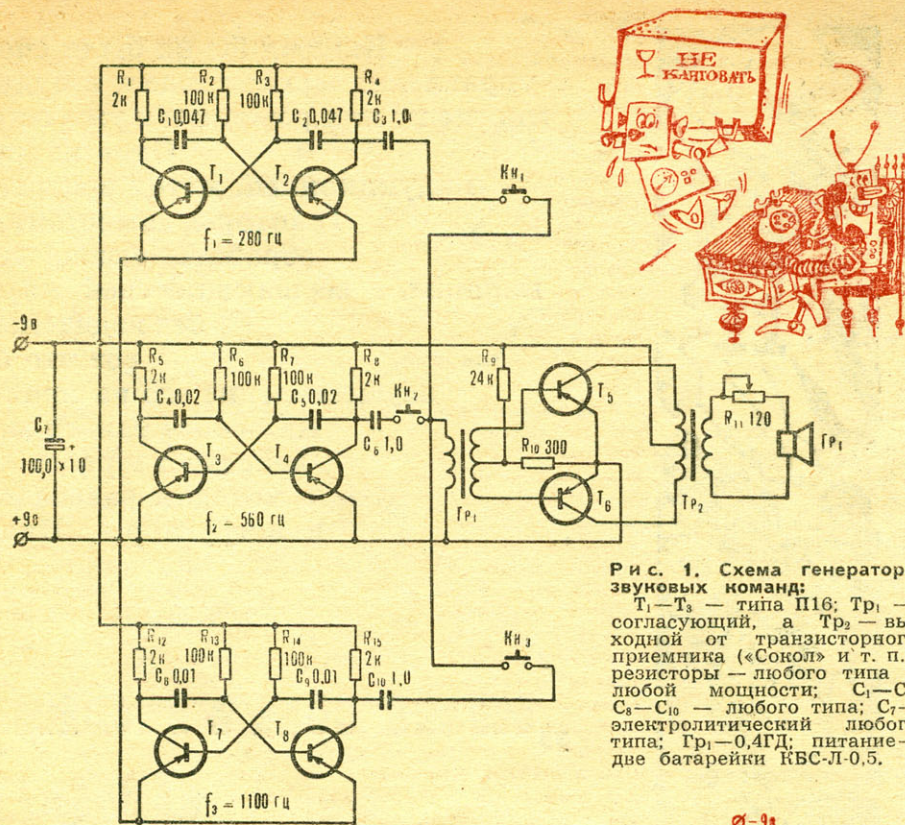 НЕ
КАНТОВАТЬ
R₁
2к
R₂
100к
R₃
100к
R₄
2к
C₁ 0,047
C₂ 0,047
C₃ 1,0
T₁
T₂
f₁ = 280 гц
Кн₁
-9в
R₅
2к
R₆
100к
R₇
100к
R₈
2к
C₄ 0,02
C₅ 0,02
Кн₂
C₆ 1,0
T₃
T₄
f₂ = 560 гц
C₇
+
100,0 × 10
+9в
R₉
24к
R₁₀ 300
T₅
T₆
Тр₁
Тр₂
R₁₁ 120
Гр₁
R₁₂
2к
R₁₃
100к
R₁₄
100к
R₁₅
2к
C₈ 0,01
C₉ 0,01
C₁₀ 1,0
Кн₃
T₇
T₈
f₃ = 1100 гц
Рис. 1. Схема генератор
звуковых команд:
T₁—T₈ — типа П16; Тр₁ —
согласующий, а Тр₂ — вы
ходной от транзисторног
приемника («Сокол» и т. п.
резисторы — любого типа
любой мощности; C₁—C
C₈—C₁₀ — любого типа; C₇—
электролитический любог
типа; Гр₁—0,4ГД; питание—
две батарейки КБС-Л-0,5.
-9в